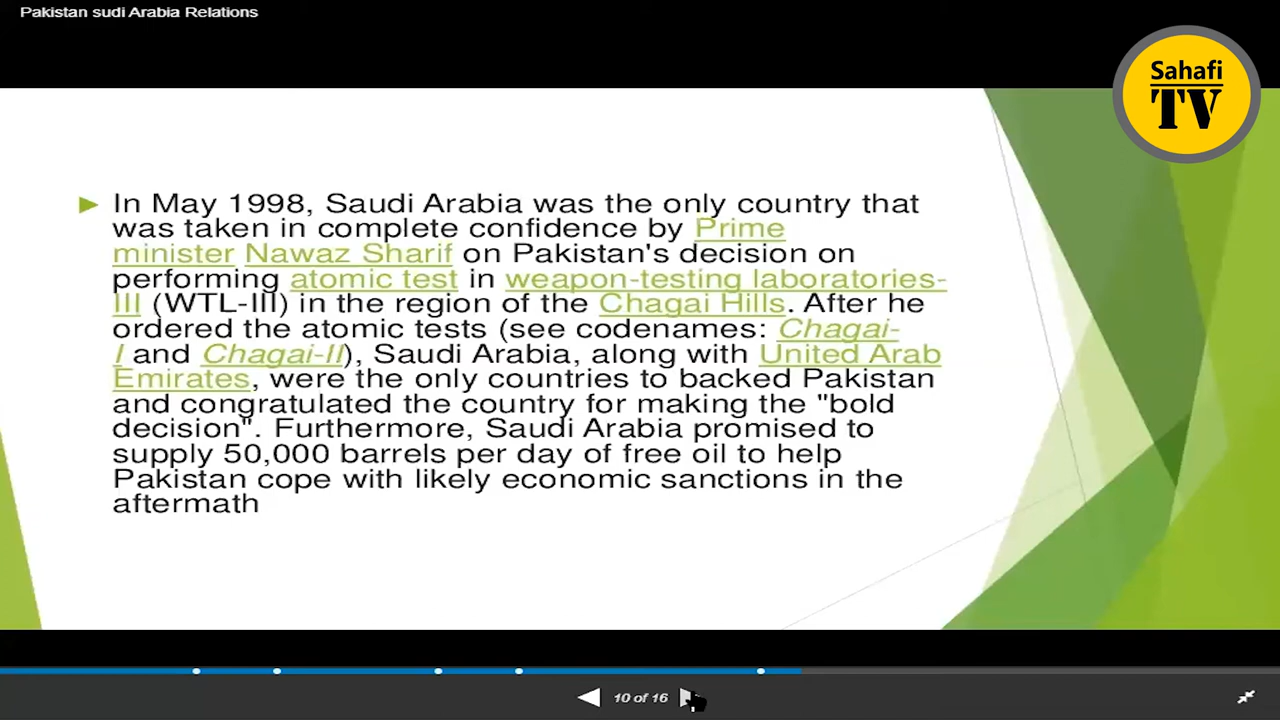 Pakistan sudi Arabia Relations
Sahafi
TV
In May 1998, Saudi Arabia was the only country that
was taken in complete confidence by Prime
minister Nawaz Sharif on Pakistan's decision on
performing atomic test in weapon-testing laboratories-
III (WTL-III) in the region of the Chagai Hills. After he
ordered the atomic tests (see codenames: Chagai-
I and Chagai-II), Saudi Arabia, along with United Arab
Emirates, were the only countries to backed Pakistan
and congratulated the country for making the "bold
decision". Furthermore, Saudi Arabia promised to
supply 50,000 barrels per day of free oil to help
Pakistan cope with likely economic sanctions in the
aftermath
10 of 16